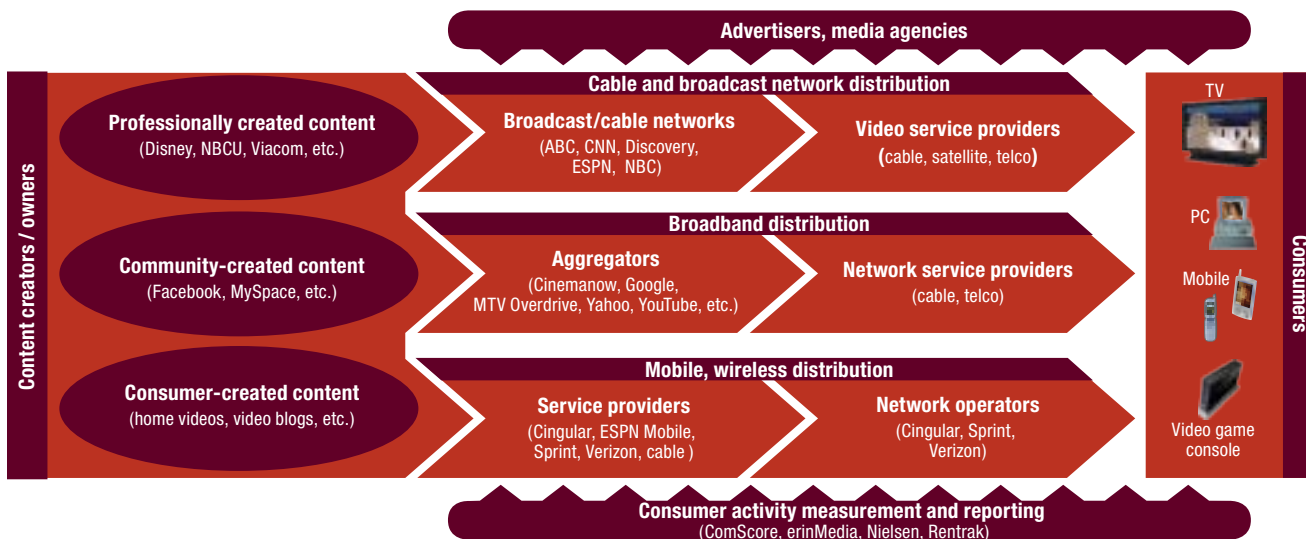 Advertisers, media agencies
Content creators / owners
Professionally created content
(Disney, NBCU, Viacom, etc.)
Community-created content
(Facebook, MySpace, etc.)
Consumer-created content
(home videos, video blogs, etc.)
Cable and broadcast network distribution
Broadcast/cable networks
(ABC, CNN, Discovery,
ESPN, NBC)
Video service providers
(cable, satellite, telco)
Broadband distribution
Aggregators
(Cinemanow, Google,
MTV Overdrive, Yahoo, YouTube, etc.)
Network service providers
(cable, telco)
Mobile, wireless distribution
Service providers
(Cingular, ESPN Mobile,
Sprint, Verizon, cable )
Network operators
(Cingular, Sprint,
Verizon)
TV
PC
Mobile
Video game
console
Consumers
Consumer activity measurement and reporting
(ComScore, erinMedia, Nielsen, Rentrak)